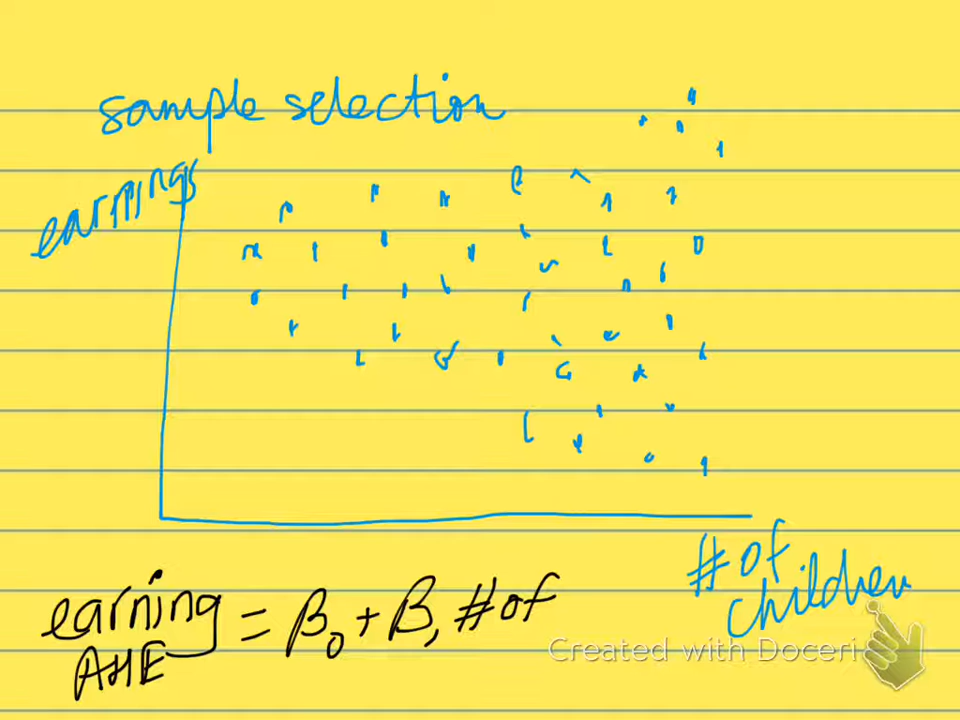 sample selection
earnings
# of
children
earning = β₀ + β₁ # of
AHE
Created with Doceri